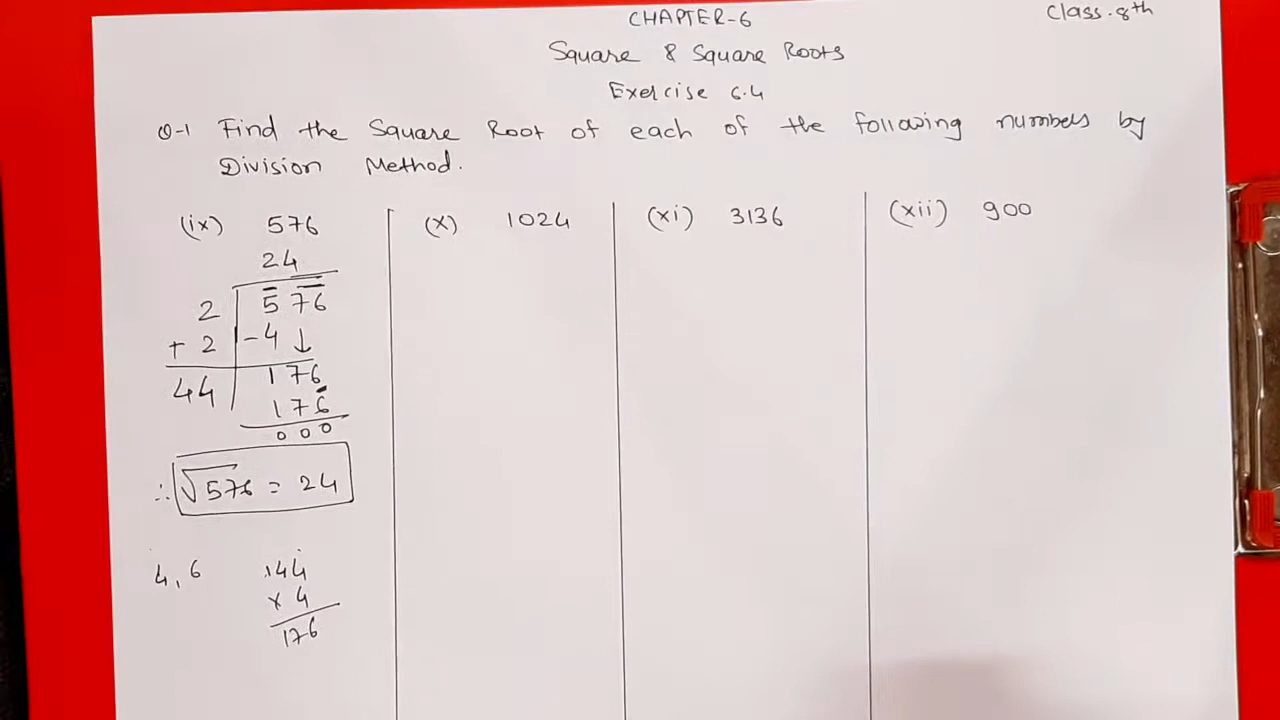 CHAPTER-6
Class-8th
Square & Square Roots
Exercise 6.4
Q-1 Find the Square Root of each of the following numbers by
Division Method.
(ix) 576
24
2 5 76
+ 2 -4 ↓
44 176
176
000
∴ √576 = 24
4, 6 44
x 4
176
(x) 1024
(xi) 3136
(xii) 900